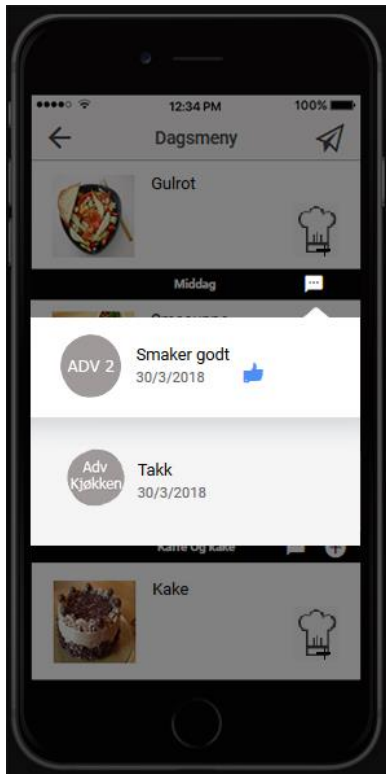 12:34 PM
100%
Dagsmeny
Gulrot
Middag
ADV 2
Smaker godt
30/3/2018
Adv
Kjøkken
Takk
30/3/2018
Kaffe Og kake
Kake